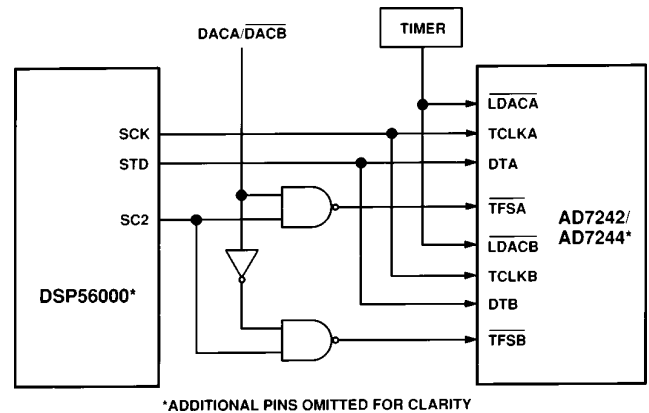 DACA/DACB
TIMER
LDACA
SCK
TCLKA
STD
DTA
SC2
TFSA
AD7242/
AD7244*
LDACB
TCLKB
DSP56000*
DTB
TFSB
*ADDITIONAL PINS OMITTED FOR CLARITY